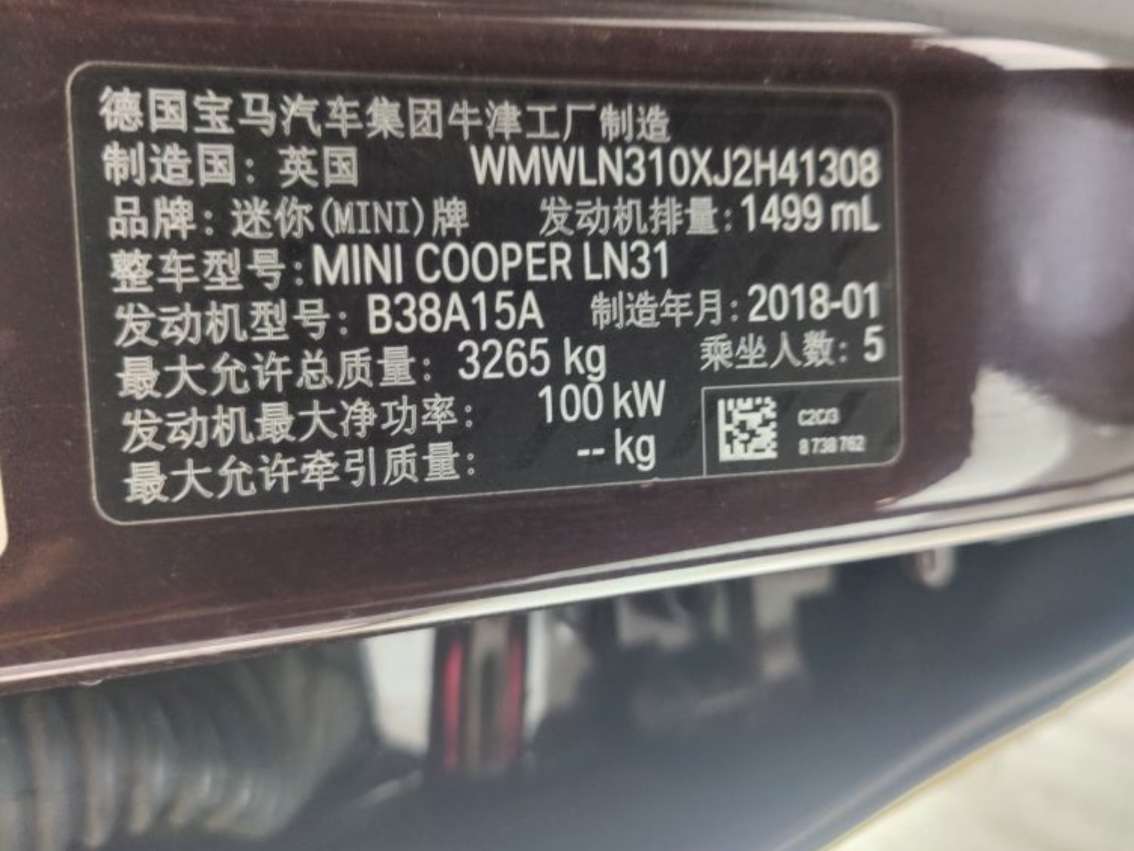 德国宝马汽车集团牛津工厂制造
制造国：英国 WMWLN310XJ2H41308
品牌：迷你(MINI)牌 发动机排量：1499 mL
整车型号：MINI COOPER LN31
发动机型号：B38A15A 制造年月：2018-01
最大允许总质量：3265 kg 乘坐人数：5
发动机最大净功率：100 kW
最大允许牵引质量：-- kg
8 738 762